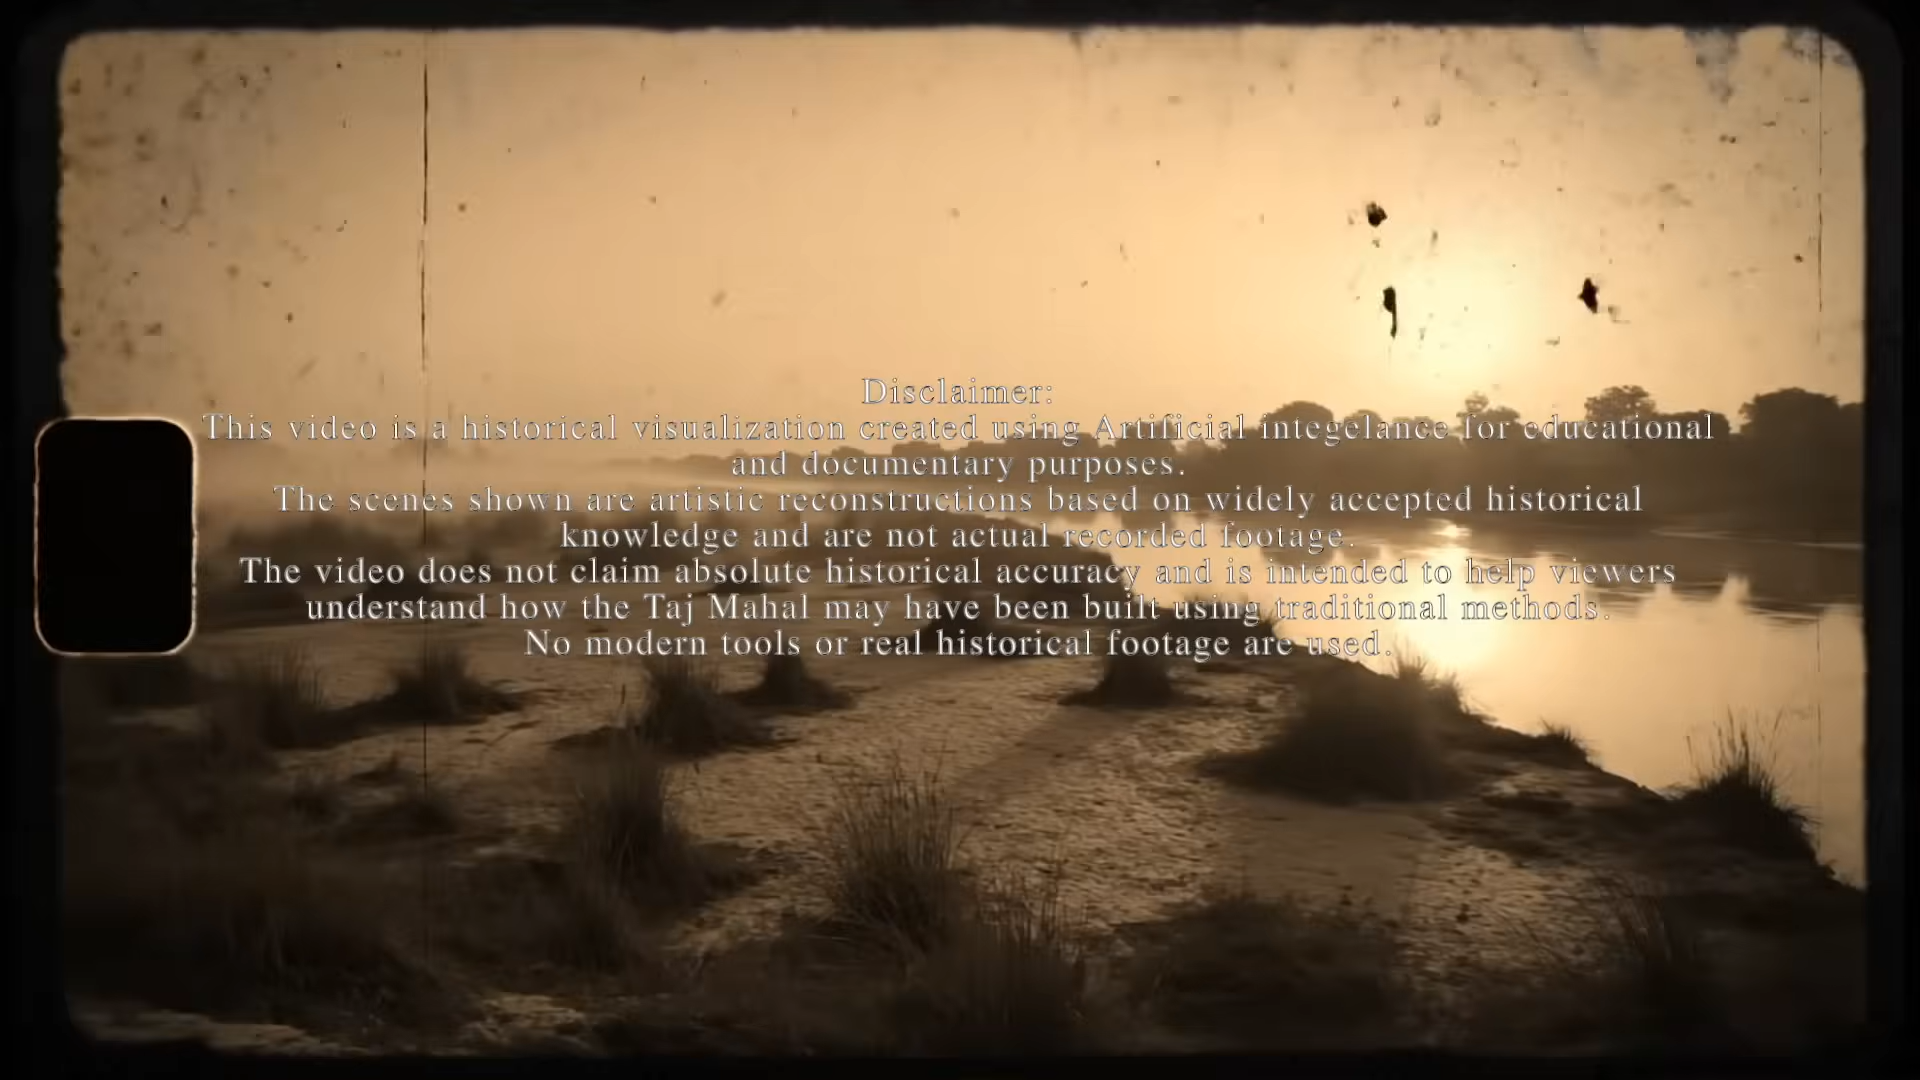 Disclaimer:
This video is a historical visualization created using Artificial integelance for educational
and documentary purposes.
The scenes shown are artistic reconstructions based on widely accepted historical
knowledge and are not actual recorded footage.
The video does not claim absolute historical accuracy and is intended to help viewers
understand how the Taj Mahal may have been built using traditional methods.
No modern tools or real historical footage are used.